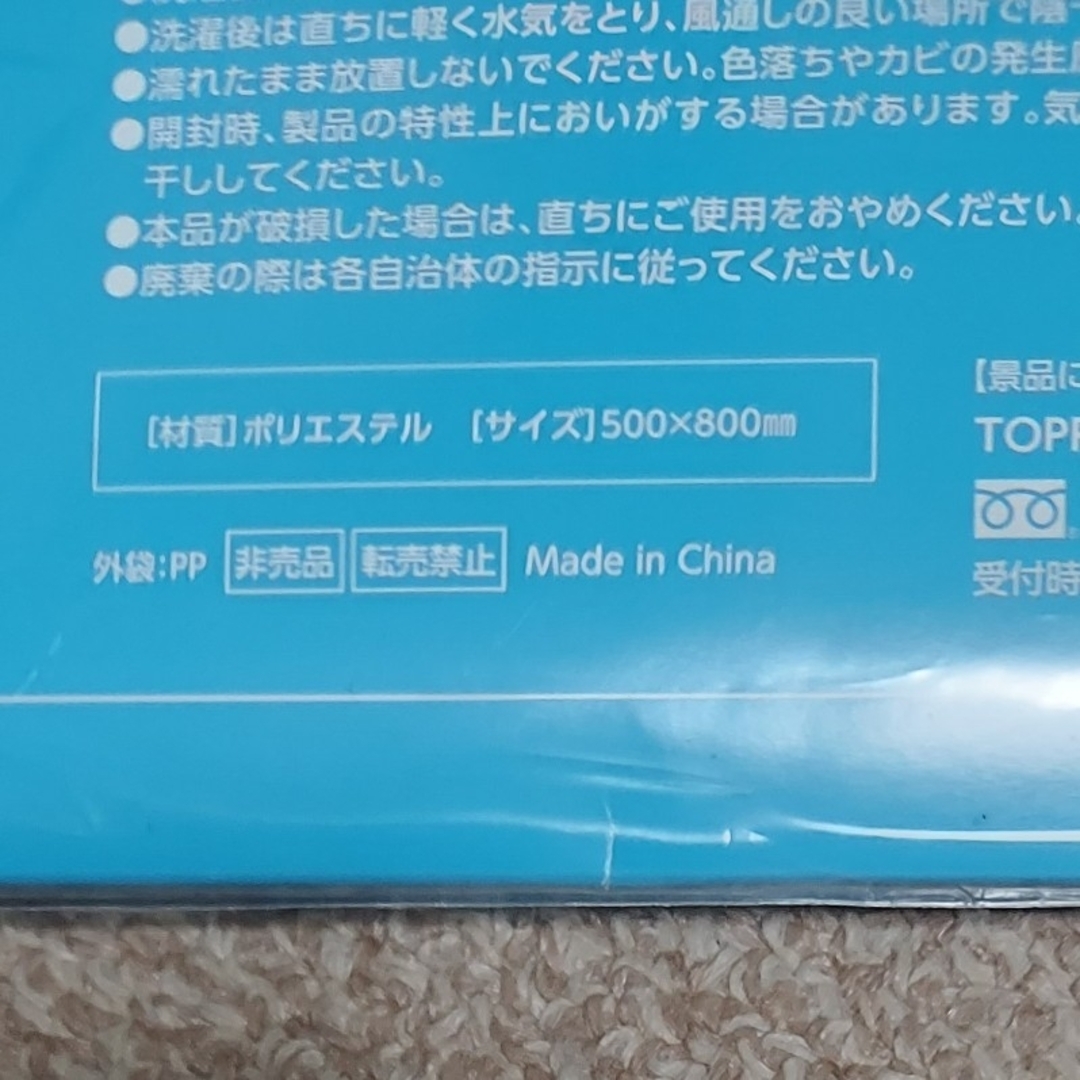 ●洗濯後は直ちに軽く水気をとり、風通しの良い場所で陰
●濡れたまま放置しないでください。色落ちやカビの発生
●開封時、製品の特性上においがする場合があります。気
干ししてください。
●本品が破損した場合は、直ちにご使用をおやめください。
●廃棄の際は各自治体の指示に従ってください。
[材質]ポリエステル [サイズ]500×800㎜
【景品に
TOPP
外袋:PP 非売品 転売禁止 Made in China
受付時